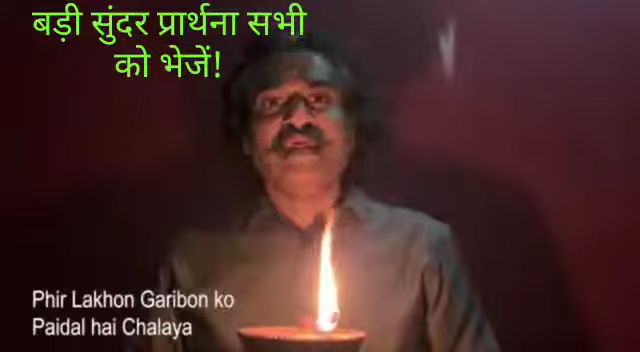 बड़ी सुंदर प्रार्थना सभी
को भेजें!
Phir Lakhon Garibon ko
Paidal hai Chalaya